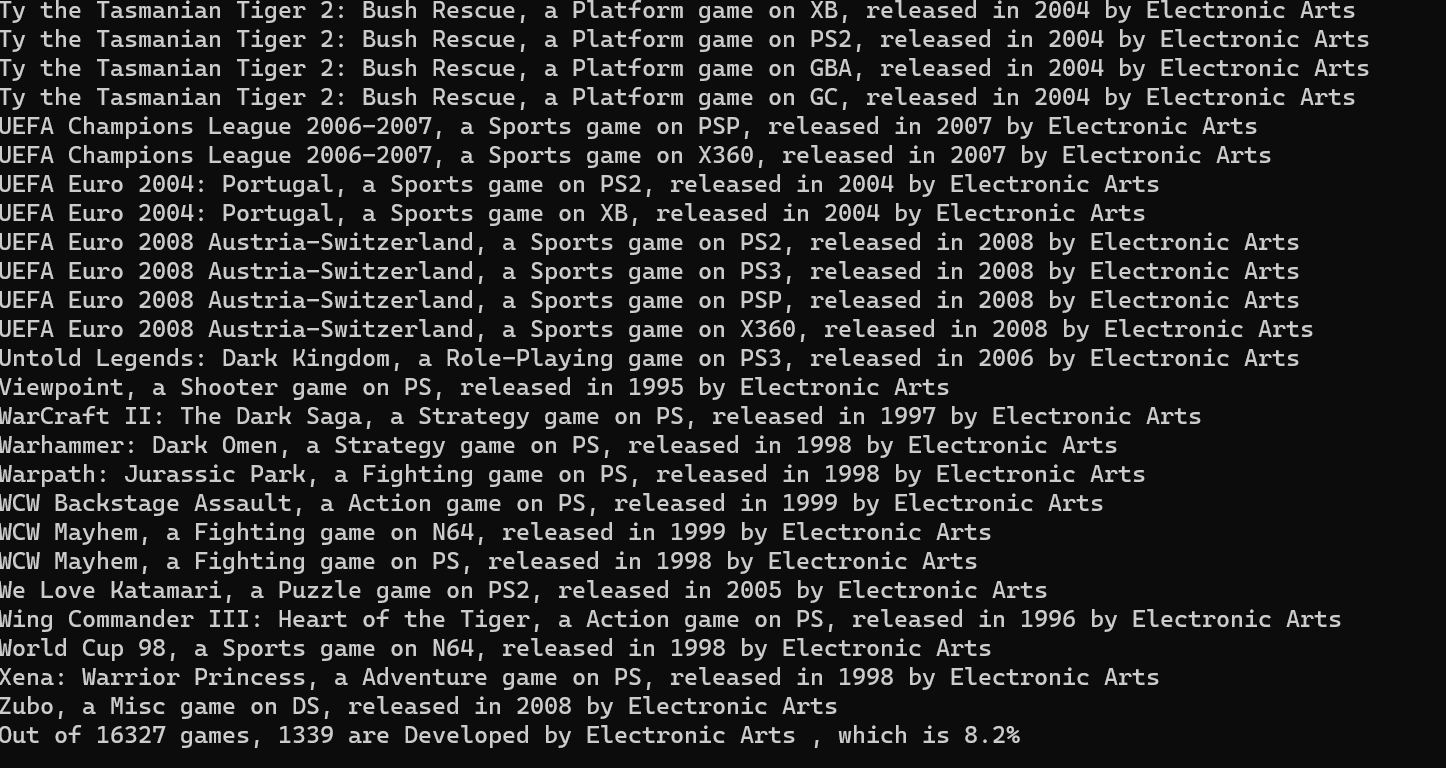 Ty the Tasmanian Tiger 2: Bush Rescue, a Platform game on XB, released in 2004 by Electronic Arts
Ty the Tasmanian Tiger 2: Bush Rescue, a Platform game on PS2, released in 2004 by Electronic Arts
Ty the Tasmanian Tiger 2: Bush Rescue, a Platform game on GBA, released in 2004 by Electronic Arts
Ty the Tasmanian Tiger 2: Bush Rescue, a Platform game on GC, released in 2004 by Electronic Arts
UEFA Champions League 2006-2007, a Sports game on PSP, released in 2007 by Electronic Arts
UEFA Champions League 2006-2007, a Sports game on X360, released in 2007 by Electronic Arts
UEFA Euro 2004: Portugal, a Sports game on PS2, released in 2004 by Electronic Arts
UEFA Euro 2004: Portugal, a Sports game on XB, released in 2004 by Electronic Arts
UEFA Euro 2008 Austria-Switzerland, a Sports game on PS2, released in 2008 by Electronic Arts
UEFA Euro 2008 Austria-Switzerland, a Sports game on PS3, released in 2008 by Electronic Arts
UEFA Euro 2008 Austria-Switzerland, a Sports game on PSP, released in 2008 by Electronic Arts
UEFA Euro 2008 Austria-Switzerland, a Sports game on X360, released in 2008 by Electronic Arts
Untold Legends: Dark Kingdom, a Role-Playing game on PS3, released in 2006 by Electronic Arts
Viewpoint, a Shooter game on PS, released in 1995 by Electronic Arts
WarCraft II: The Dark Saga, a Strategy game on PS, released in 1997 by Electronic Arts
Warhammer: Dark Omen, a Strategy game on PS, released in 1998 by Electronic Arts
Warpath: Jurassic Park, a Fighting game on PS, released in 1998 by Electronic Arts
WCW Backstage Assault, a Action game on PS, released in 1999 by Electronic Arts
WCW Mayhem, a Fighting game on N64, released in 1999 by Electronic Arts
WCW Mayhem, a Fighting game on PS, released in 1998 by Electronic Arts
We Love Katamari, a Puzzle game on PS2, released in 2005 by Electronic Arts
Wing Commander III: Heart of the Tiger, a Action game on PS, released in 1996 by Electronic Arts
World Cup 98, a Sports game on N64, released in 1998 by Electronic Arts
Xena: Warrior Princess, a Adventure game on PS, released in 1998 by Electronic Arts
Zubo, a Misc game on DS, released in 2008 by Electronic Arts
Out of 16327 games, 1339 are Developed by Electronic Arts , which is 8.2%